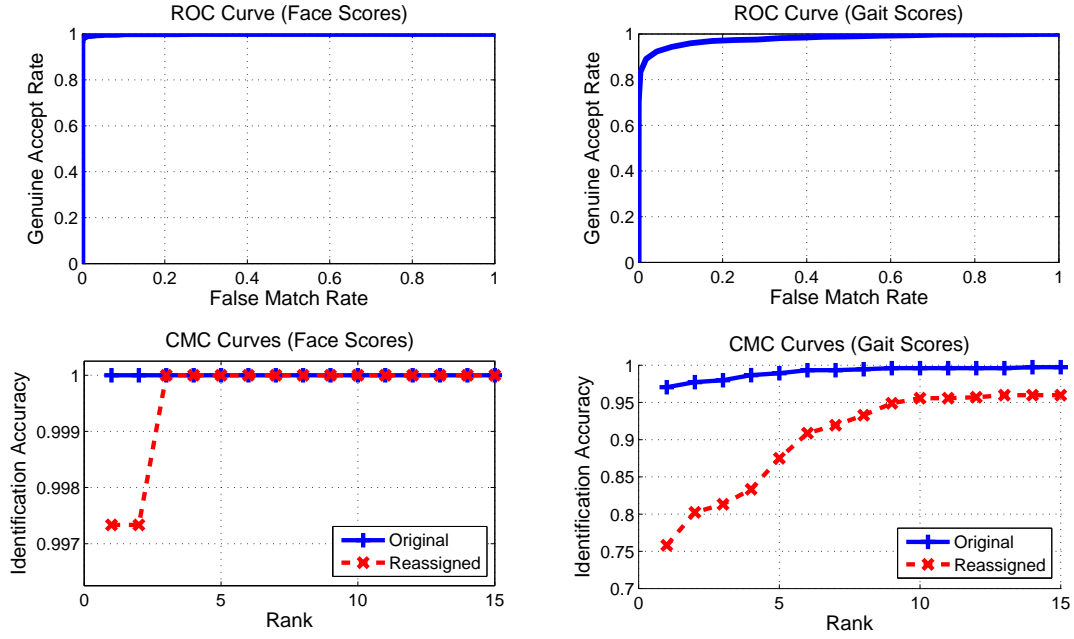 ROC Curve (Face Scores)
1
0.8
0.6
0.4
0.2
0
Genuine Accept Rate
0 0.2 0.4 0.6 0.8 1
False Match Rate
ROC Curve (Gait Scores)
1
0.8
0.6
0.4
0.2
0
Genuine Accept Rate
0 0.2 0.4 0.6 0.8 1
False Match Rate
CMC Curves (Face Scores)
1
0.999
0.998
0.997
Identification Accuracy
Original
Reassigned
0 5 10 15
Rank
CMC Curves (Gait Scores)
1
0.95
0.9
0.85
0.8
0.75
0.7
Identification Accuracy
Original
Reassigned
0 5 10 15
Rank